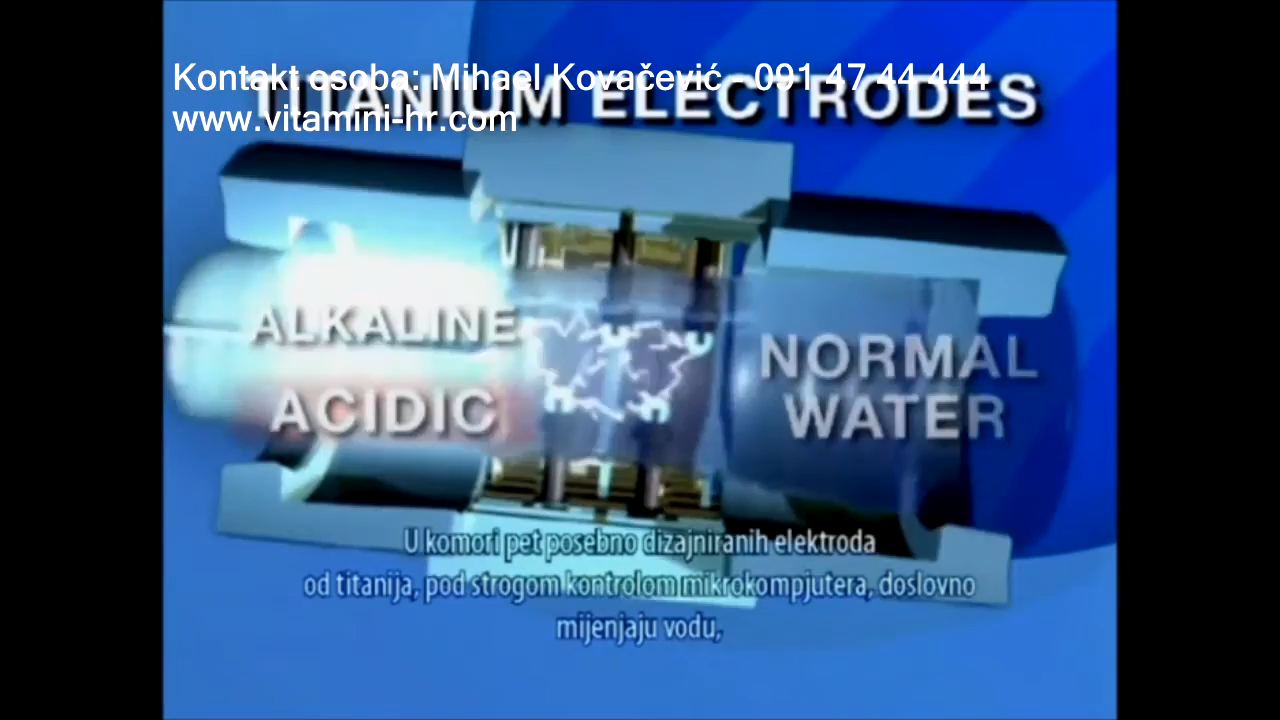 Kontakt osoba: Mihael Kovačević 091 47 44 444
TITANIUM ELECTRODES
www.vitamini-hr.com
ALKALINE
ACIDIC
NORMAL
WATER
U komori pet posebno dizajniranih elektroda
od titanija, pod strogom kontrolom mikrokompjutera, doslovno
mijenjaju vodu,